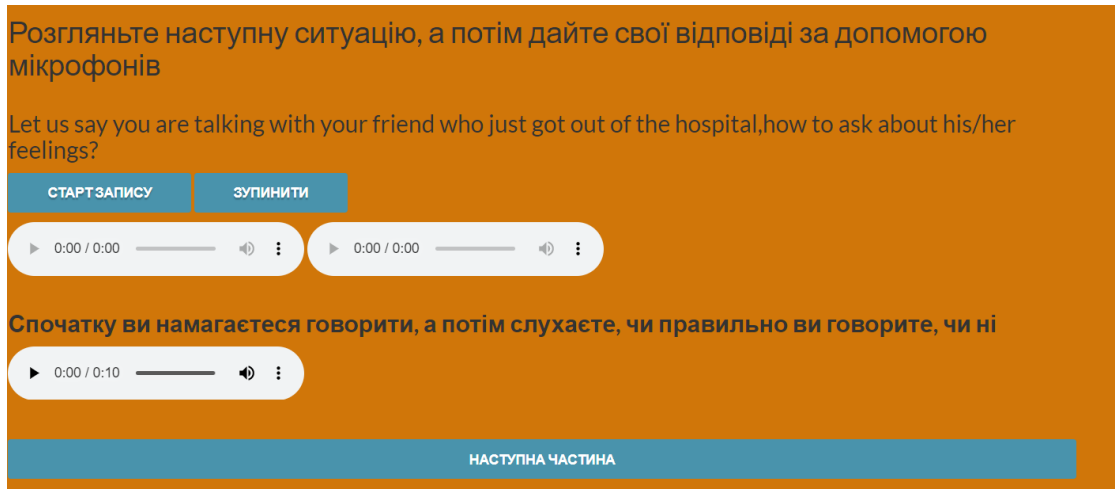 Розгляньте наступну ситуацію, а потім дайте свої відповіді за допомогою
мікрофонів
Let us say you are talking with your friend who just got out of the hospital,how to ask about his/her
feelings?
СТАРТ ЗАПИСУ ЗУПИНИТИ
0:00 / 0:00 0:00 / 0:00
Спочатку ви намагаєтеся говорити, а потім слухаєте, чи правильно ви говорите, чи ні
0:00 / 0:10
НАСТУПНА ЧАСТИНА